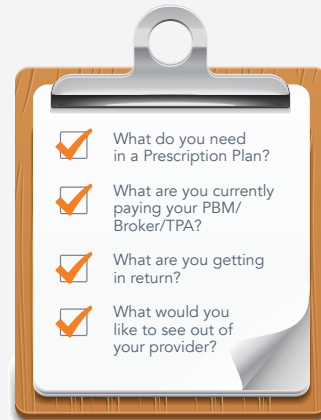 What do you need
in a Prescription Plan?
What are you currently
paying your PBM/
Broker/TPA?
What are you getting
in return?
What would you
like to see out of
your provider?